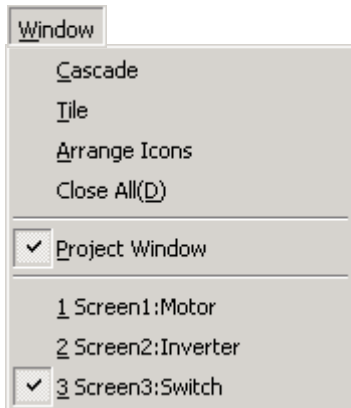 Window
Cascade
Tile
Arrange Icons
Close All(D)
Project Window
1 Screen1:Motor
2 Screen2:Inverter
3 Screen3:Switch